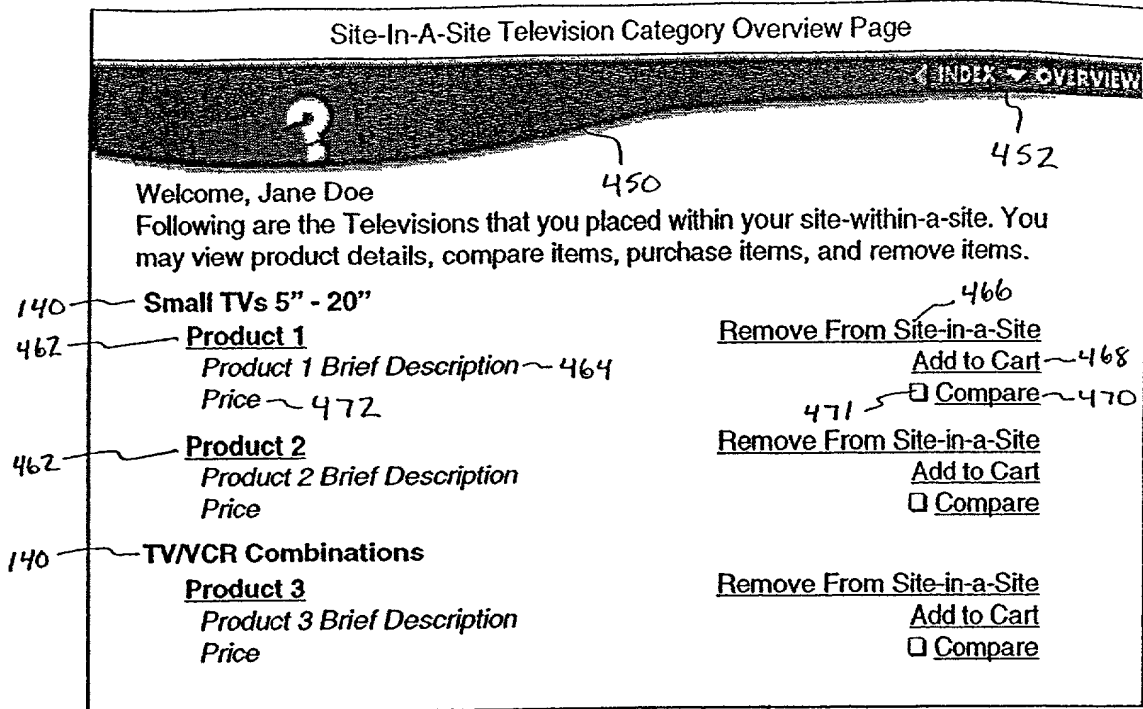 Site-In-A-Site Television Category Overview Page
INDEX OVERVIEW
450
452
Welcome, Jane Doe
Following are the Televisions that you placed within your site-within-a-site. You
may view product details, compare items, purchase items, and remove items.
140 Small TVs 5” - 20” 466
462 Product 1 Remove From Site-in-a-Site
Product 1 Brief Description 464 Add to Cart 468
Price 472 471 Compare 470
462 Product 2 Remove From Site-in-a-Site
Product 2 Brief Description Add to Cart
Price Compare
140 TV/VCR Combinations
Product 3 Remove From Site-in-a-Site
Product 3 Brief Description Add to Cart
Price Compare